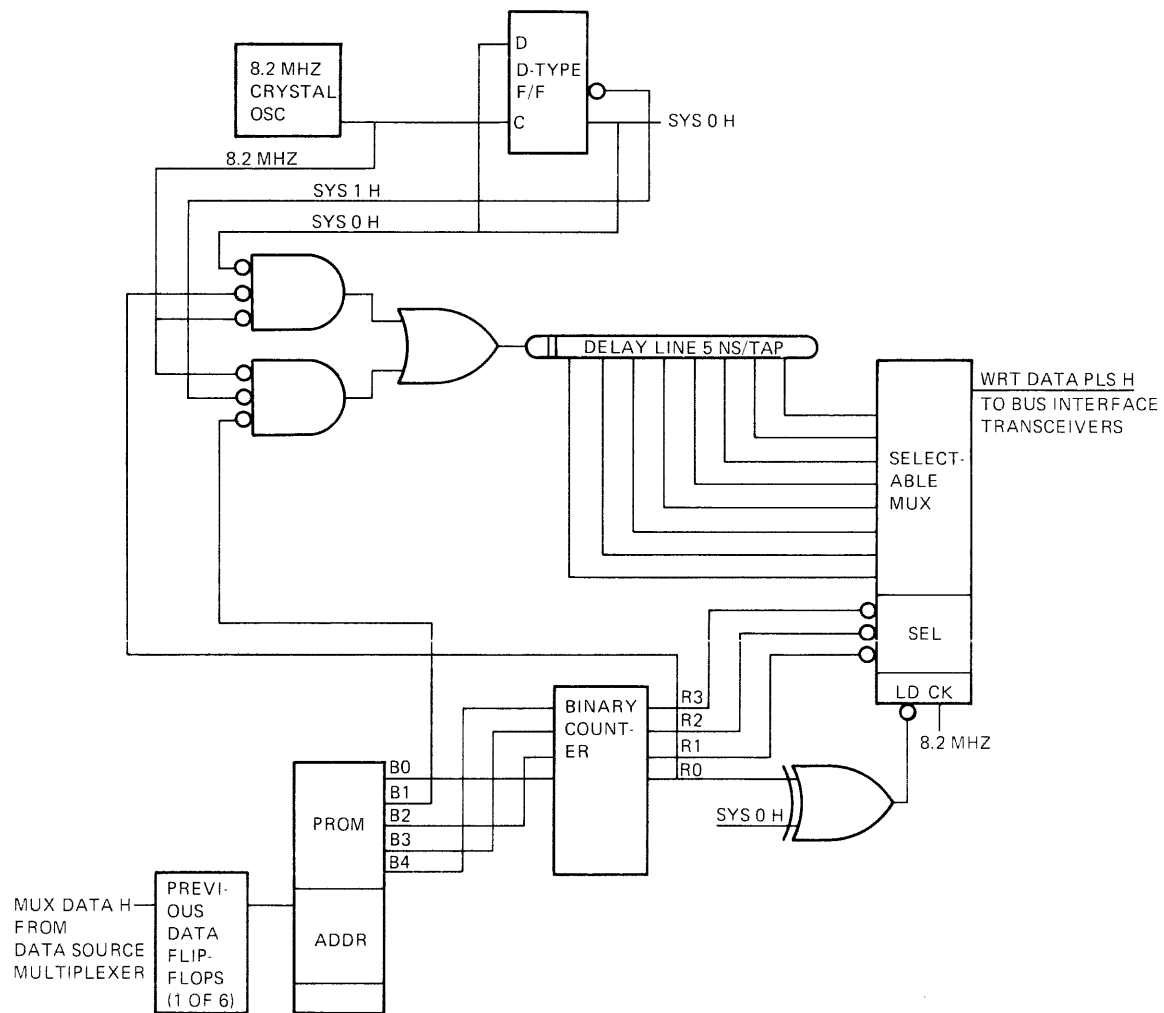 8.2 MHZ
CRYSTAL
OSC
D
D-TYPE
F/F
C
SYS 0 H
8.2 MHZ
SYS 1 H
SYS 0 H
DELAY LINE 5 NS/TAP
WRT DATA PLS H
TO BUS INTERFACE
TRANSCEIVERS
SELECT-
ABLE
MUX
SEL
LD CK
8.2 MHZ
BINARY
COUNT-
ER
R3
R2
R1
R0
SYS 0 H
PROM
B0
B1
B2
B3
B4
ADDR
MUX DATA H
FROM
DATA SOURCE
MULTIPLEXER
PREVI-
OUS
DATA
FLIP-
FLOPS
(1 OF 6)